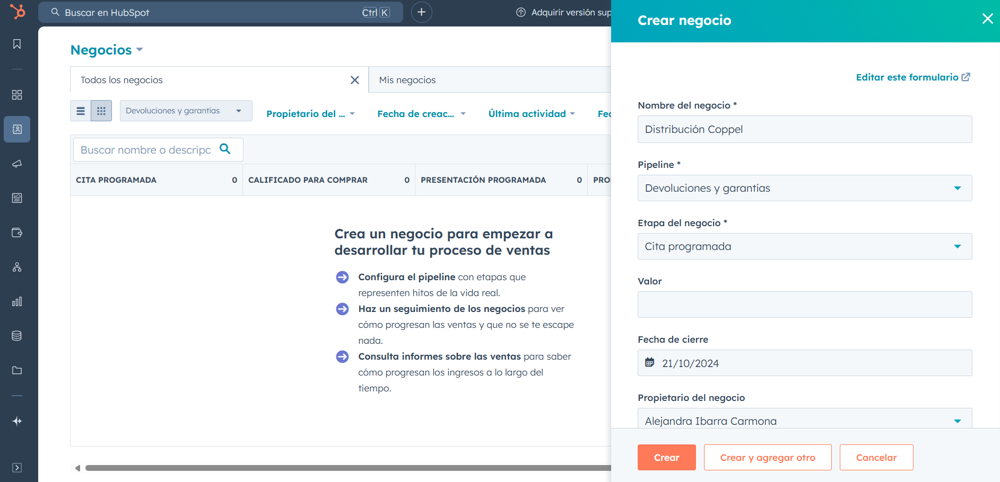 Buscar en HubSpot
Ctrl K
Adquirir versión sup
Negocios
Todos los negocios
Mis negocios
Devoluciones y garantías
Propietario del ...
Fecha de creac...
Última actividad
Fec
Buscar nombre o descripc
CITA PROGRAMADA 0
CALIFICADO PARA COMPRAR 0
PRESENTACIÓN PROGRAMADA 0
PRO
Crea un negocio para empezar a
desarrollar tu proceso de ventas
Configura el pipeline con etapas que
representen hitos de la vida real.
Haz un seguimiento de los negocios para ver
cómo progresan las ventas y que no se te escape
nada.
Consulta informes sobre las ventas para saber
cómo progresan los ingresos a lo largo del
tiempo.
Crear negocio
Editar este formulario
Nombre del negocio *
Distribución Coppel
Pipeline *
Devoluciones y garantías
Etapa del negocio *
Cita programada
Valor
Fecha de cierre
21/10/2024
Propietario del negocio
Alejandra Ibarra Carmona
Crear
Crear y agregar otro
Cancelar